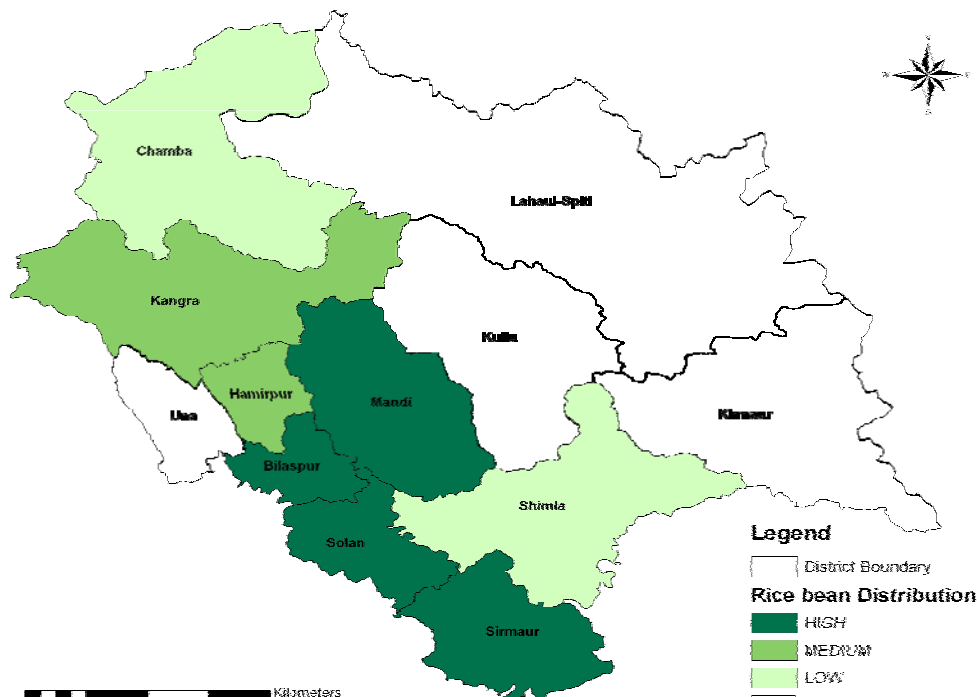 Chamba
Lahaul-Spiti
Kangra
Kullu
Hamirpur
Mandi
Una
Kinnaur
Bilaspur
Shimla
Solan
Sirmaur
Legend
District Boundary
Rice bean Distribution
HIGH
MEDIUM
LOW
Kilometers